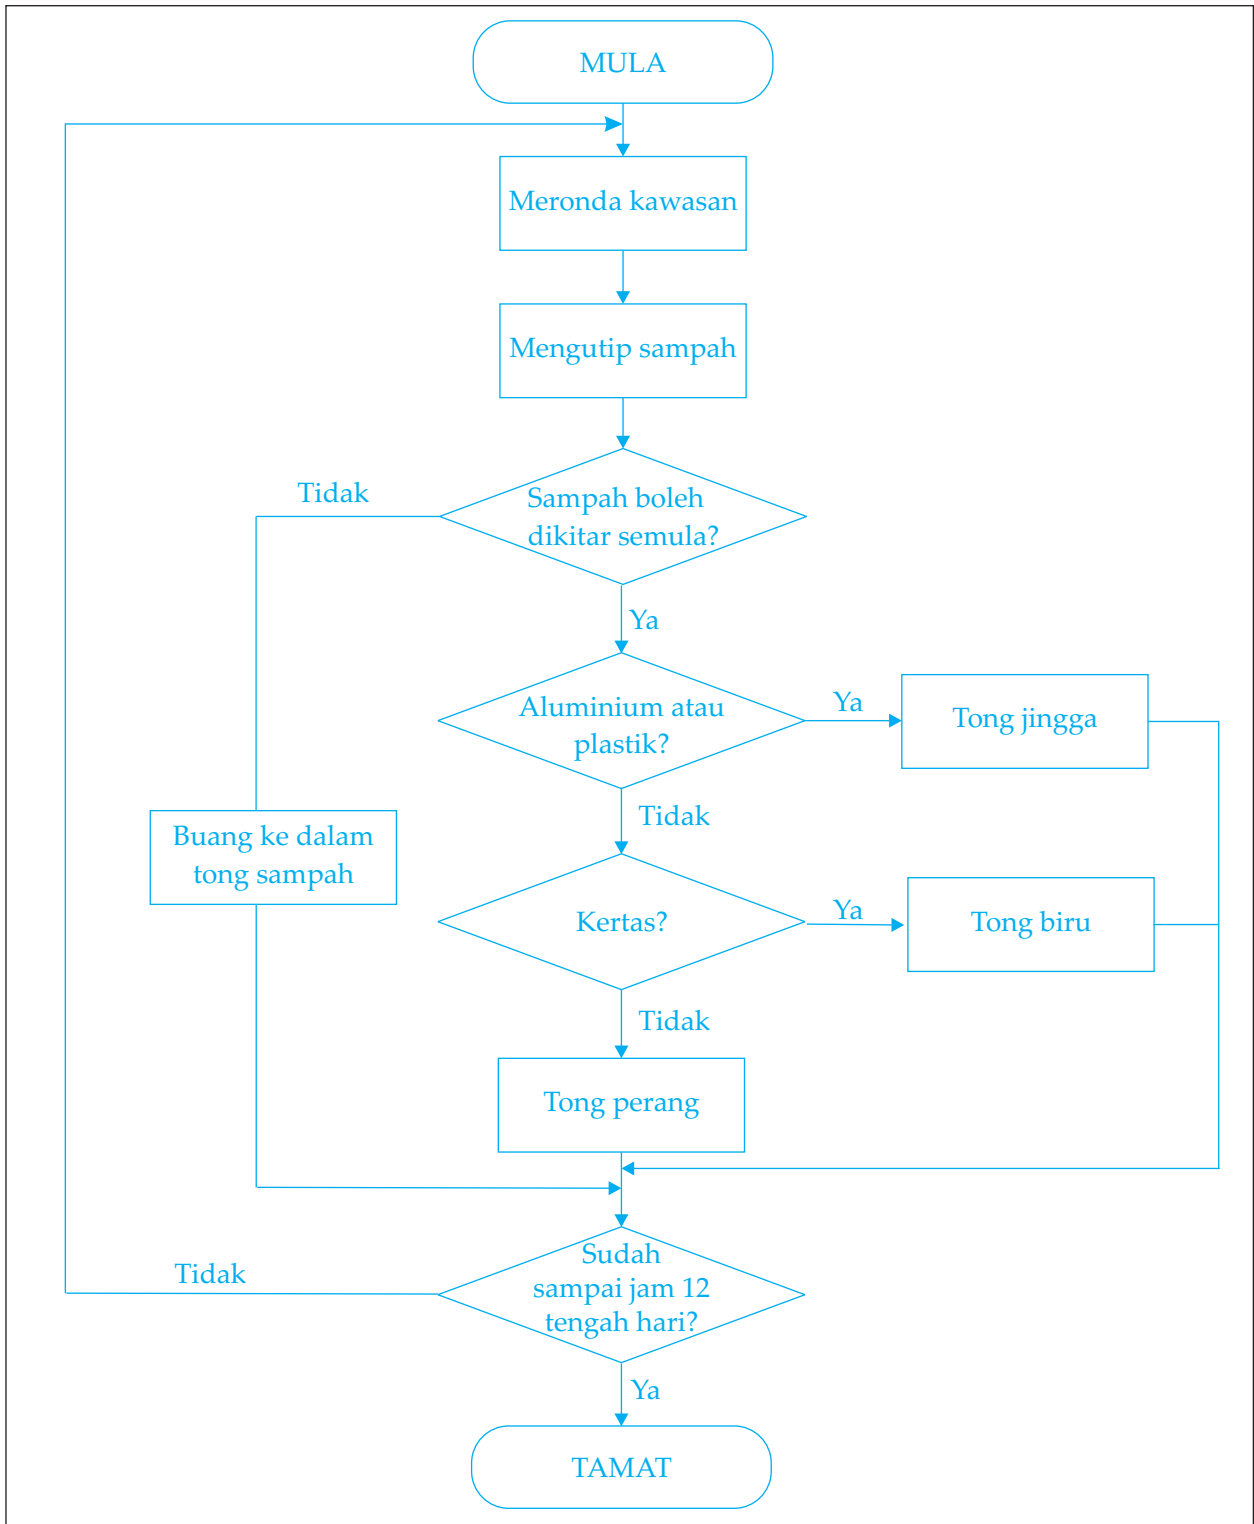 MULA
Meronda kawasan
Mengutip sampah
Tidak
Sampah boleh
dikitar semula?
Ya
Aluminium atau
plastik?
Ya
Tong jingga
Tidak
Buang ke dalam
tong sampah
Kertas?
Ya
Tong biru
Tidak
Tong perang
Sudah
sampai jam 12
tengah hari?
Tidak
Ya
TAMAT